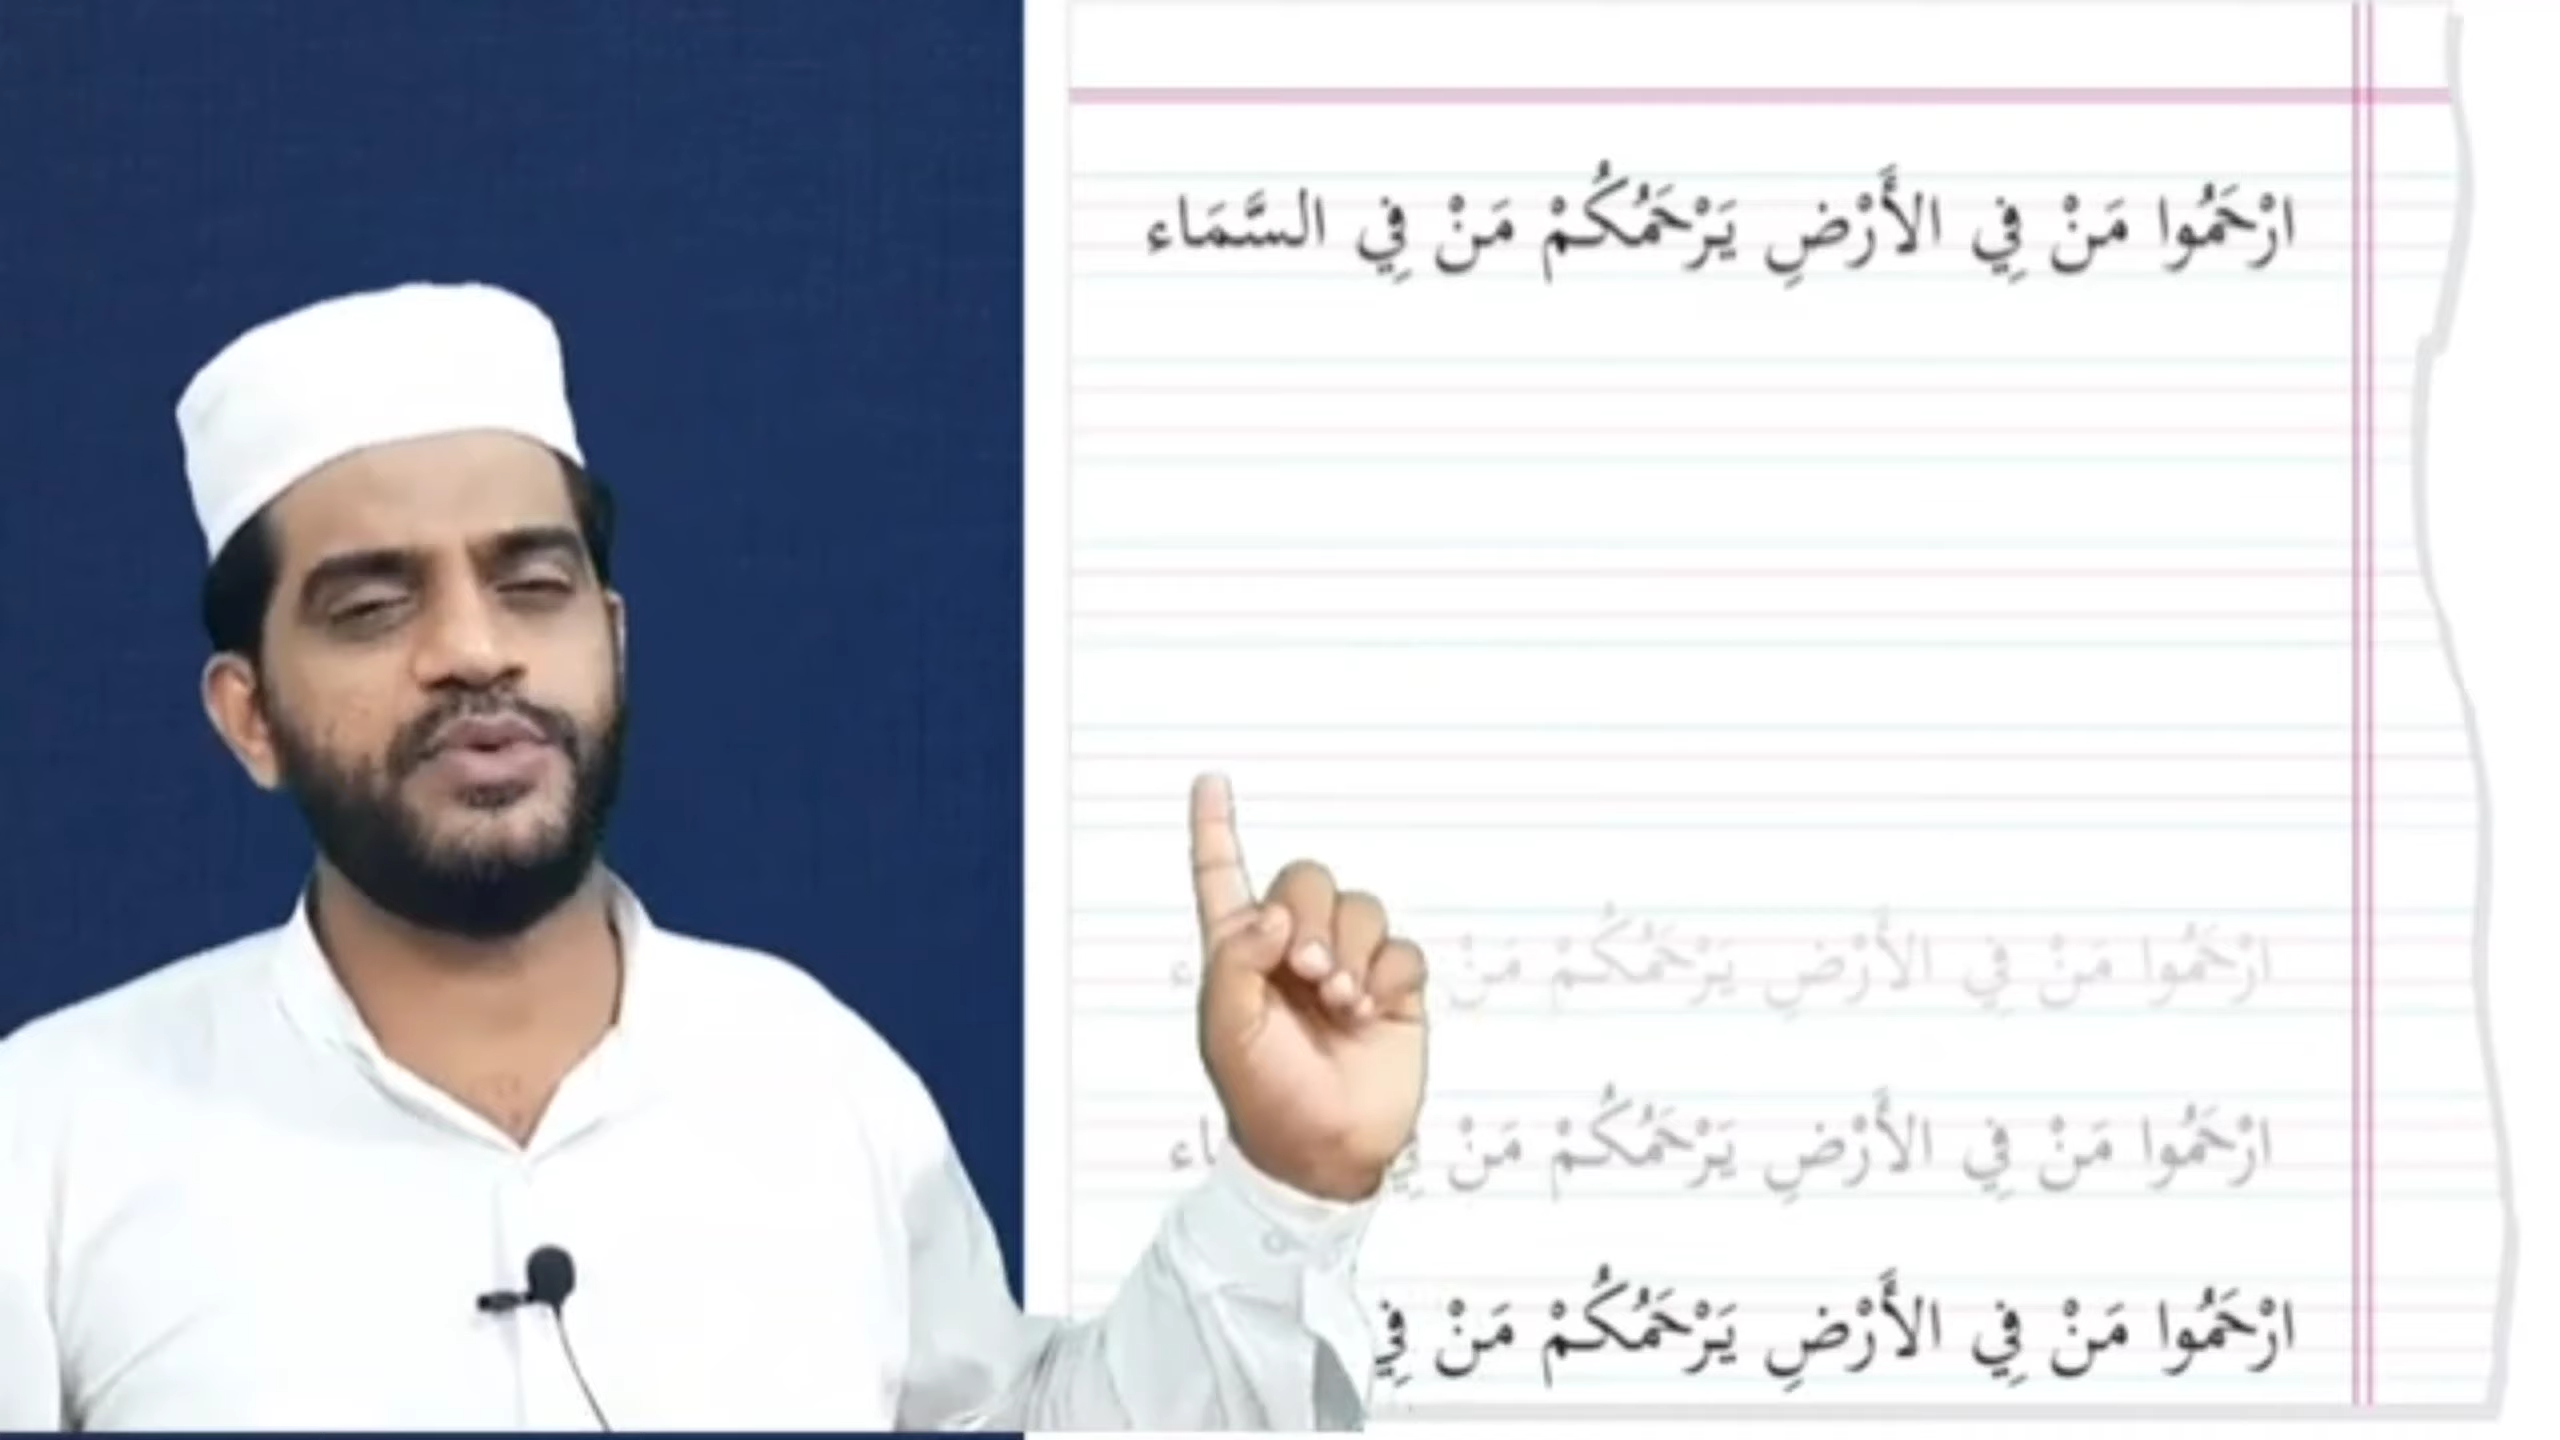 ارْحَمُوا مَنْ فِي الأَرْضِ يَرْحَمُكُمْ مَنْ فِي السَّمَاء
ارْحَمُوا مَنْ فِي الأَرْضِ يَرْحَمُكُمْ مَنْ
ارْحَمُوا مَنْ فِي الأَرْضِ يَرْحَمُكُمْ مَنْ فِي
ارْحَمُوا مَنْ فِي الأَرْضِ يَرْحَمُكُمْ مَنْ فِي